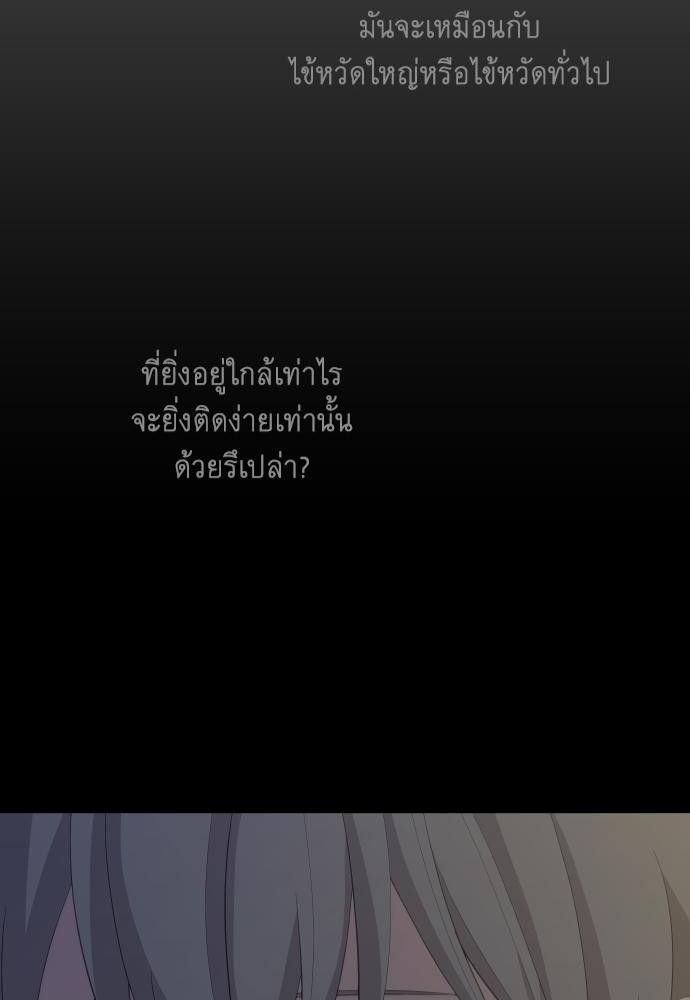 มันจะเหมือนกับ
ไข้หวัดใหญ่หรือไข้หวัดทั่วไป
ที่ยิ่งอยู่ใกล้เท่าไร
จะยิ่งติดง่ายเท่านั้น
ด้วยรึเปล่า?